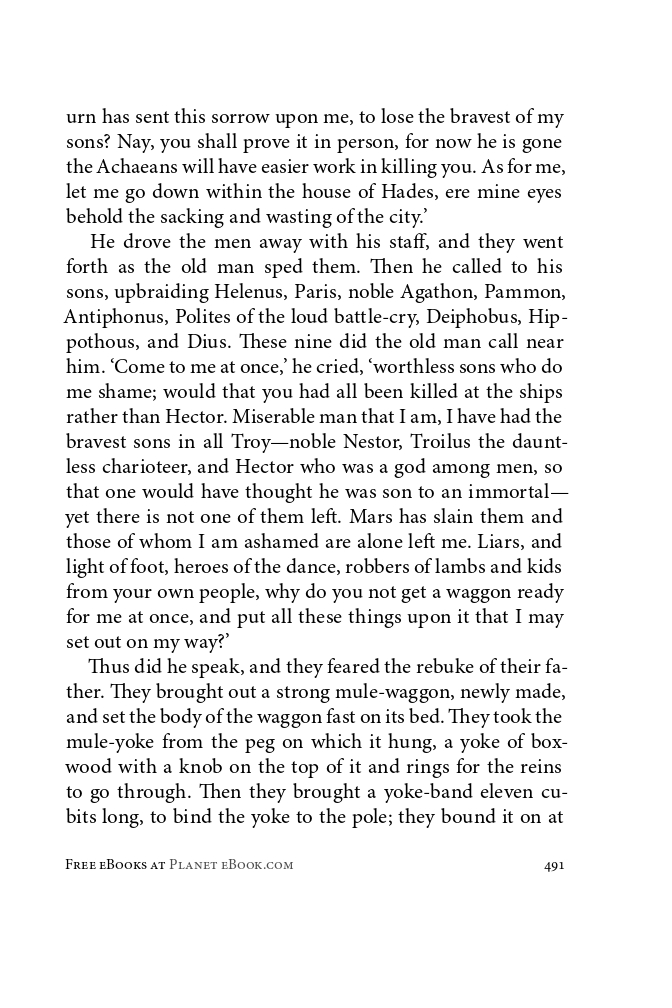 urn has sent this sorrow upon me, to lose the bravest of my
sons? Nay, you shall prove it in person, for now he is gone
the Achaeans will have easier work in killing you. As for me,
let me go down within the house of Hades, ere mine eyes
behold the sacking and wasting of the city.’
He drove the men away with his staff, and they went
forth as the old man sped them. Then he called to his
sons, upbraiding Helenus, Paris, noble Agathon, Pammon,
Antiphonus, Polites of the loud battle-cry, Deiphobus, Hip-
pothous, and Dius. These nine did the old man call near
him. ‘Come to me at once,’ he cried, ‘worthless sons who do
me shame; would that you had all been killed at the ships
rather than Hector. Miserable man that I am, I have had the
bravest sons in all Troy—noble Nestor, Troilus the daunt-
less charioteer, and Hector who was a god among men, so
that one would have thought he was son to an immortal—
yet there is not one of them left. Mars has slain them and
those of whom I am ashamed are alone left me. Liars, and
light of foot, heroes of the dance, robbers of lambs and kids
from your own people, why do you not get a waggon ready
for me at once, and put all these things upon it that I may
set out on my way?’
Thus did he speak, and they feared the rebuke of their fa-
ther. They brought out a strong mule-waggon, newly made,
and set the body of the waggon fast on its bed. They took the
mule-yoke from the peg on which it hung, a yoke of box-
wood with a knob on the top of it and rings for the reins
to go through. Then they brought a yoke-band eleven cu-
bits long, to bind the yoke to the pole; they bound it on at
Free eBooks at Planet eBook.com 491